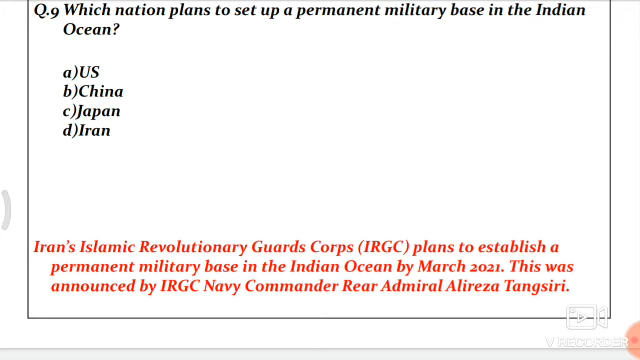 Q.9 Which nation plans to set up a permanent military base in the Indian
Ocean?
a)US
b)China
c)Japan
d)Iran
Iran's Islamic Revolutionary Guards Corps (IRGC) plans to establish a
permanent military base in the Indian Ocean by March 2021. This was
announced by IRGC Navy Commander Rear Admiral Alireza Tangsiri.
V RECORDER